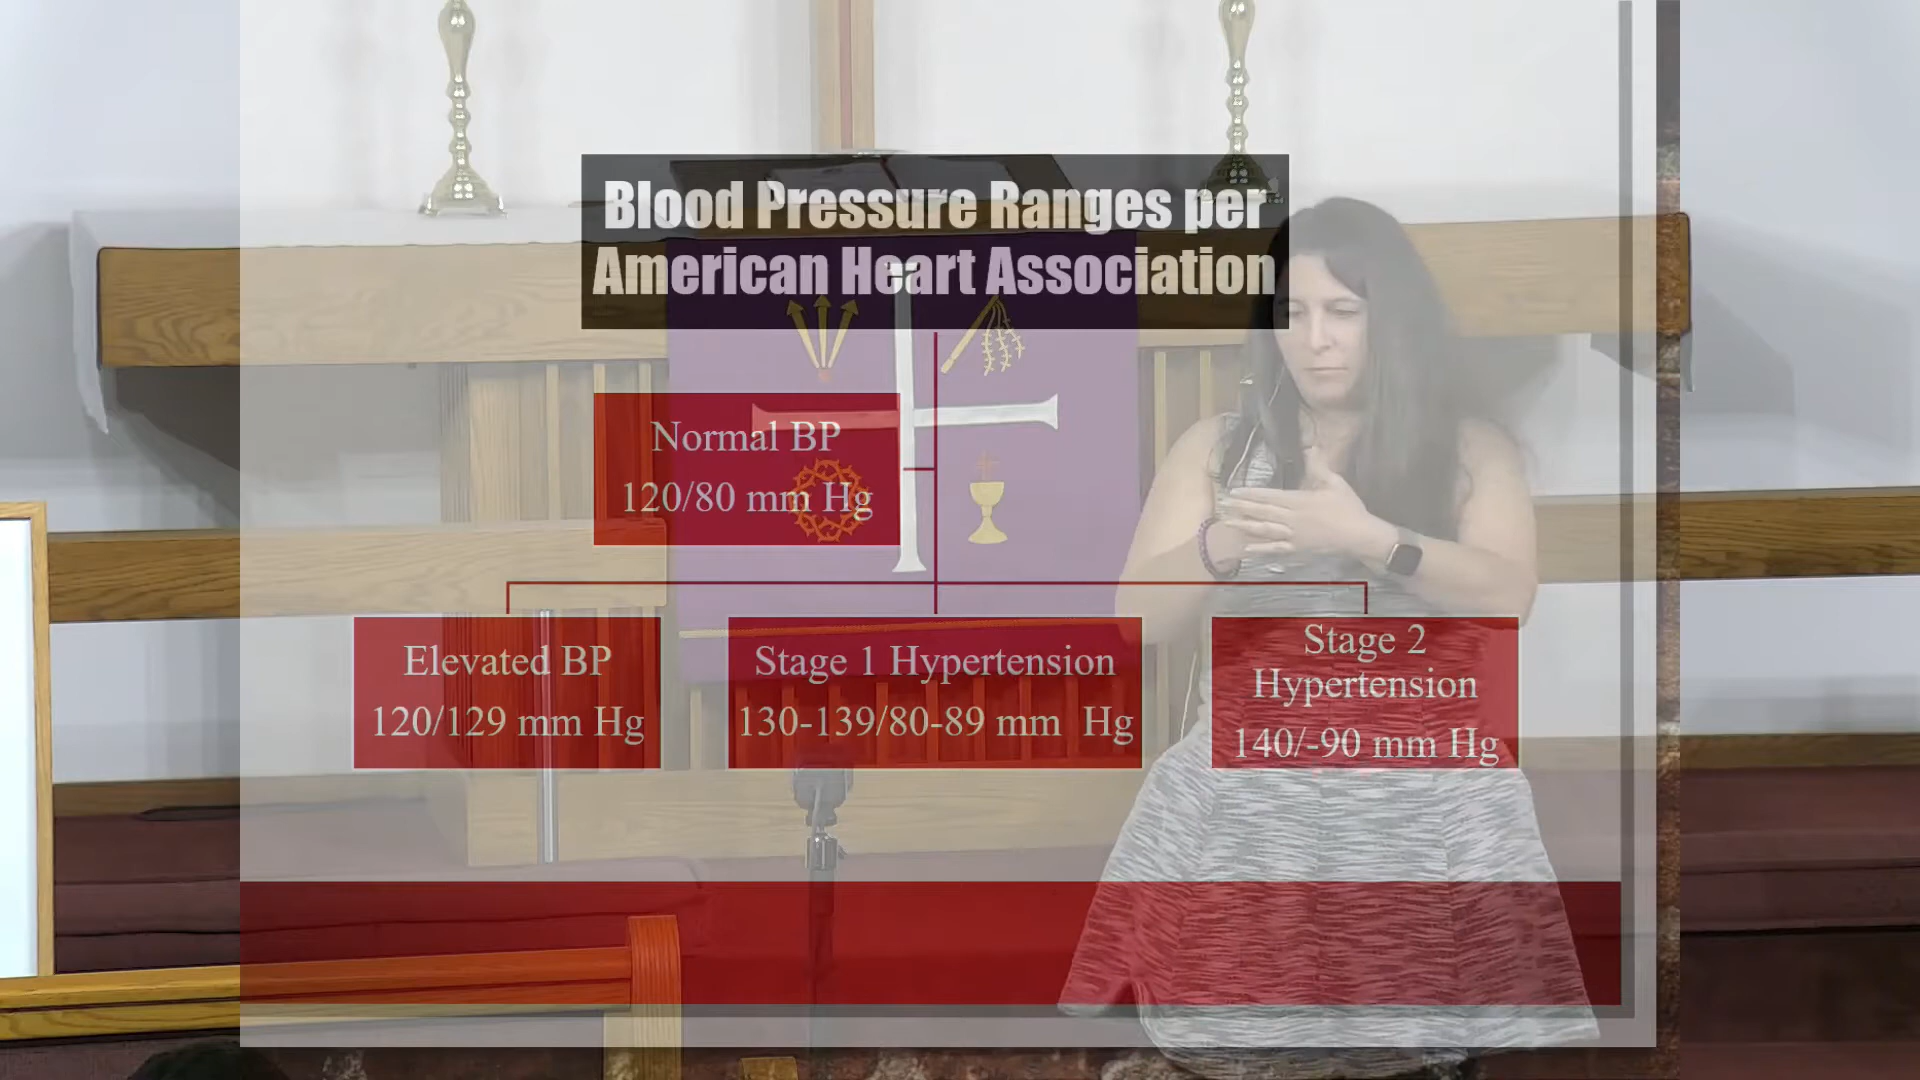 Blood Pressure Ranges per
American Heart Association
Normal BP
120/80 mm Hg
Elevated BP
120/129 mm Hg
Stage 1 Hypertension
130-139/80-89 mm Hg
Stage 2
Hypertension
140/-90 mm Hg